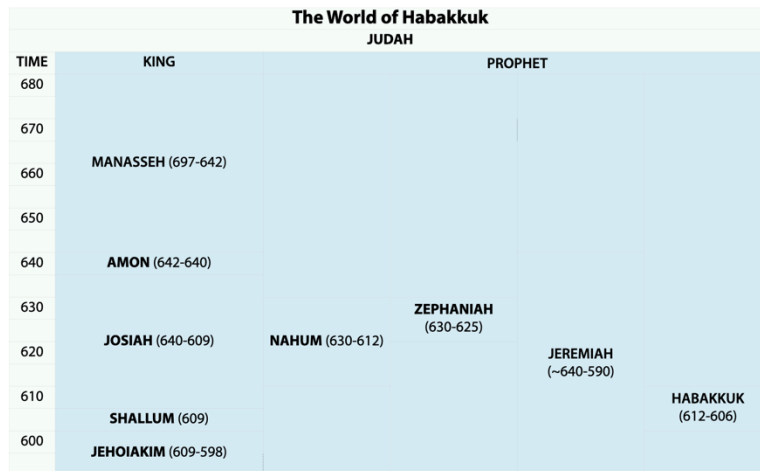 The World of Habakkuk
JUDAH
TIME KING PROPHET
680
670
MANASSEH (697-642)
660
650
640 AMON (642-640)
630
ZEPHANIAH
(630-625)
JOSIAH (640-609) NAHUM (630-612)
620
JEREMIAH
(~640-590)
610
HABAKKUK
(612-606)
SHALLUM (609)
600
JEHOIAKIM (609-598)